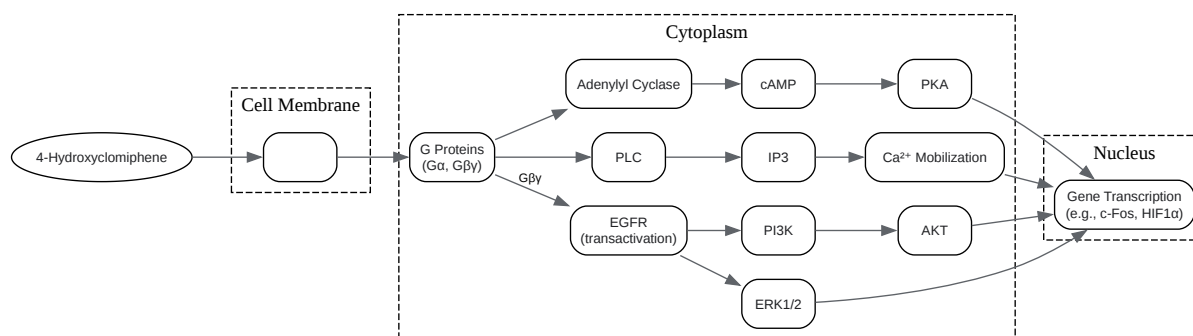 Cytoplasm
Cell Membrane
Nucleus
4-Hydroxyclomiphene
G Proteins
(Gα, Gβγ)
Adenylyl Cyclase
cAMP
PKA
PLC
IP3
Ca²⁺ Mobilization
Gβγ
EGFR
(transactivation)
PI3K
AKT
ERK1/2
Gene Transcription
(e.g., c-Fos, HIF1α)